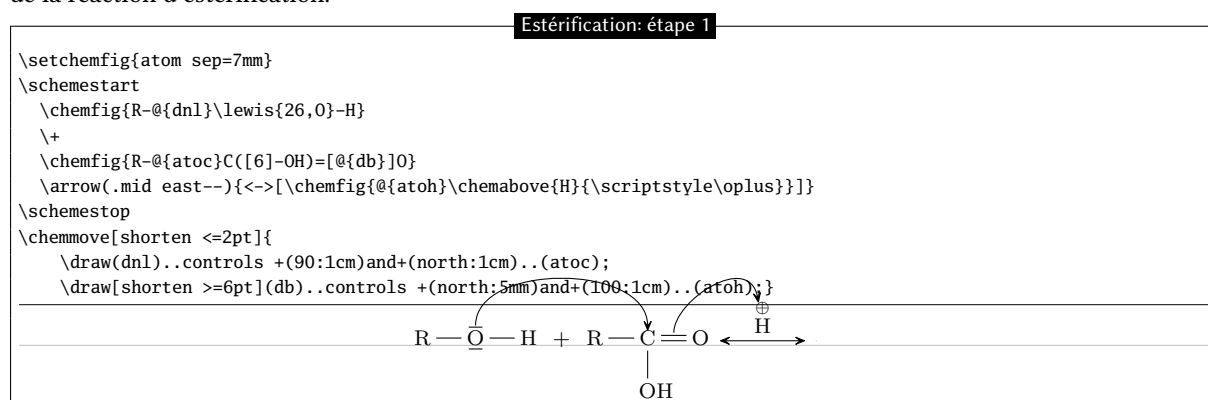 de la réaction d'estérification.
Estérification: étape 1
\setchemfig{atom sep=7mm}
\schemestart
\chemfig{R-@{dnl}\lewis{26,O}-H}
\+
\chemfig{R-@{atoc}C([6]-OH)=[@{db}]O}
\arrow(.mid east--){<->[\chemfig{@{atoh}\chemabove{H}{\scriptstyle\oplus}}]}
\schemestop
\chemmove[shorten <=2pt]{
\draw(dnl)..controls +(90:1cm)and+(north:1cm)..(atoc);
\draw[shorten >=6pt](db)..controls +(north:5mm)and+(100:1cm)..(atoh);}
⊕
H
R — O — H + R — C = O
OH